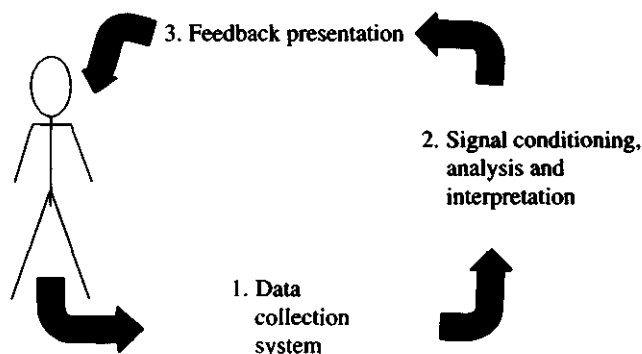 3. Feedback presentation
2. Signal conditioning,
analysis and
interpretation
1. Data
collection
system